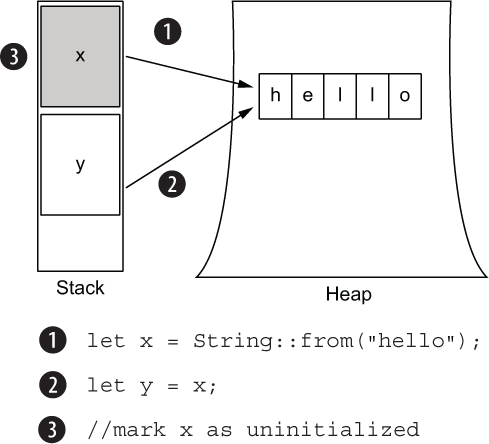 1
3
x
h e l l o
y
2
Stack
Heap
1 let x = String::from("hello");
2 let y = x;
3 //mark x as uninitialized